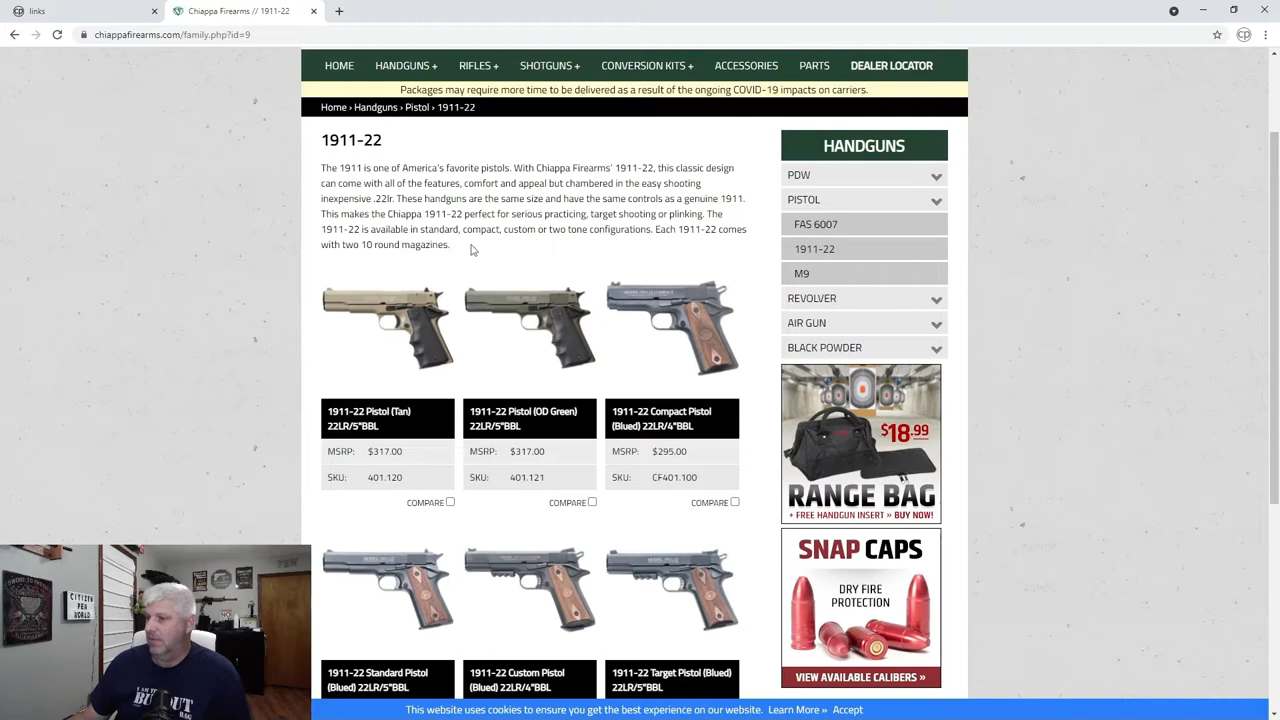 links
Chiappa Firearms // 1911-22
chiappafirearms.com/family.php?id=9
HOME HANDGUNS + RIFLES + SHOTGUNS + CONVERSION KITS + ACCESSORIES PARTS DEALER LOCATOR
Packages may require more time to be delivered as a result of the ongoing COVID-19 impacts on carriers.
Home › Handguns › Pistol › 1911-22
1911-22
The 1911 is one of America's favorite pistols. With Chiappa Firearms' 1911-22, this classic design
can come with all of the features, comfort and appeal but chambered in the easy shooting
inexpensive .22lr. These handguns are the same size and have the same controls as a genuine 1911.
This makes the Chiappa 1911-22 perfect for serious practicing, target shooting or plinking. The
1911-22 is available in standard, compact, custom or two tone configurations. Each 1911-22 comes
with two 10 round magazines.
1911-22 Pistol (Tan)
22LR/5"BBL
MSRP: $317.00
SKU: 401.120
COMPARE
1911-22 Pistol (OD Green)
22LR/5"BBL
MSRP: $317.00
SKU: 401.121
COMPARE
1911-22 Compact Pistol
(Blued) 22LR/4"BBL
MSRP: $295.00
SKU: CF401.100
COMPARE
1911-22 Standard Pistol
(Blued) 22LR/5"BBL
1911-22 Custom Pistol
(Blued) 22LR/4"BBL
1911-22 Target Pistol (Blued)
22LR/5"BBL
HANDGUNS
PDW
PISTOL
FAS 6007
1911-22
M9
REVOLVER
AIR GUN
BLACK POWDER
$18.99
RANGE BAG
+ FREE HANDGUN INSERT » BUY NOW!
SNAP CAPS
DRY FIRE
PROTECTION
VIEW AVAILABLE CALIBERS »
This website uses cookies to ensure you get the best experience on our website. Learn More » Accept
CITIZEN
PEW
WORLD